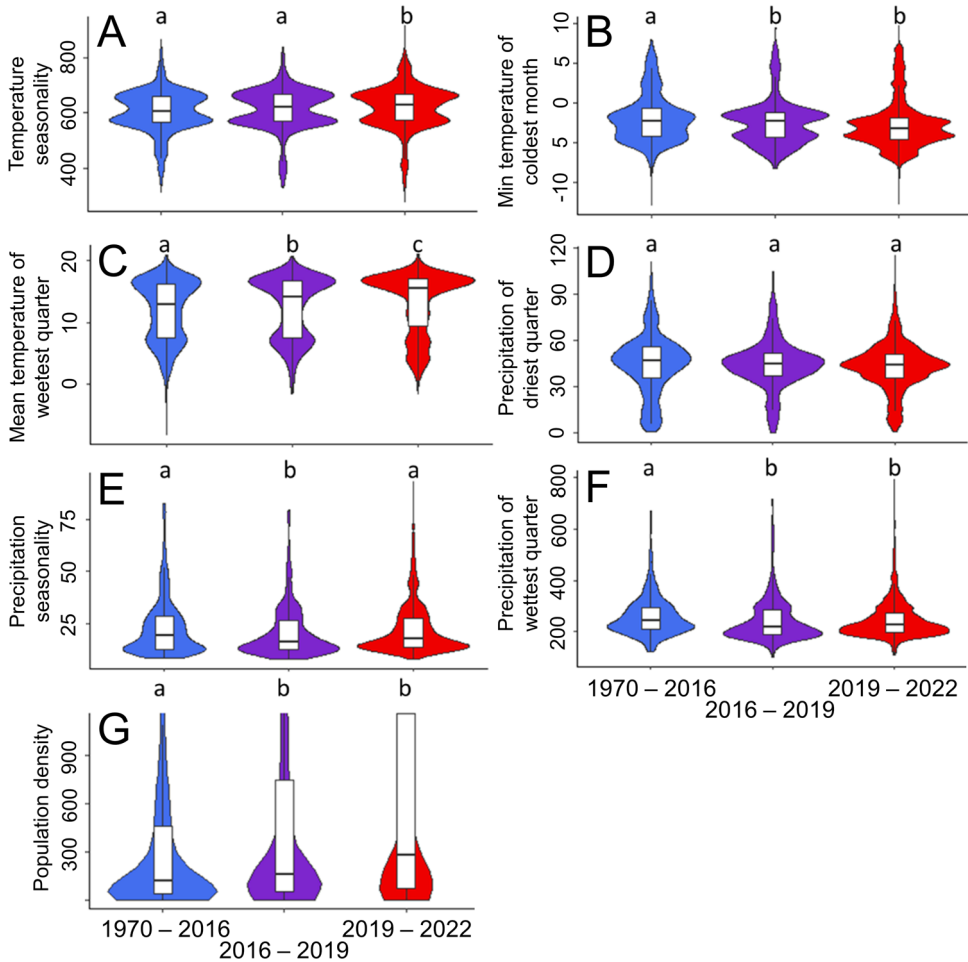 A
a
a
b
Temperature
seasonality
800
600
400
B
a
b
b
Min temperature of
coldest month
10
5
0
5
-10
C
a
b
c
Mean temperature of
wetest quarter
20
10
0
D
a
a
a
Precipitation of
driest quarter
120
90
60
30
0
E
a
b
a
Precipitation
seasonality
75
50
25
F
a
b
b
Precipitation of
wettest quarter
800
600
400
200
1970 – 2016
2016 – 2019
2019 – 2022
G
a
b
b
Population density
900
600
300
1970 – 2016
2016 – 2019
2019 – 2022